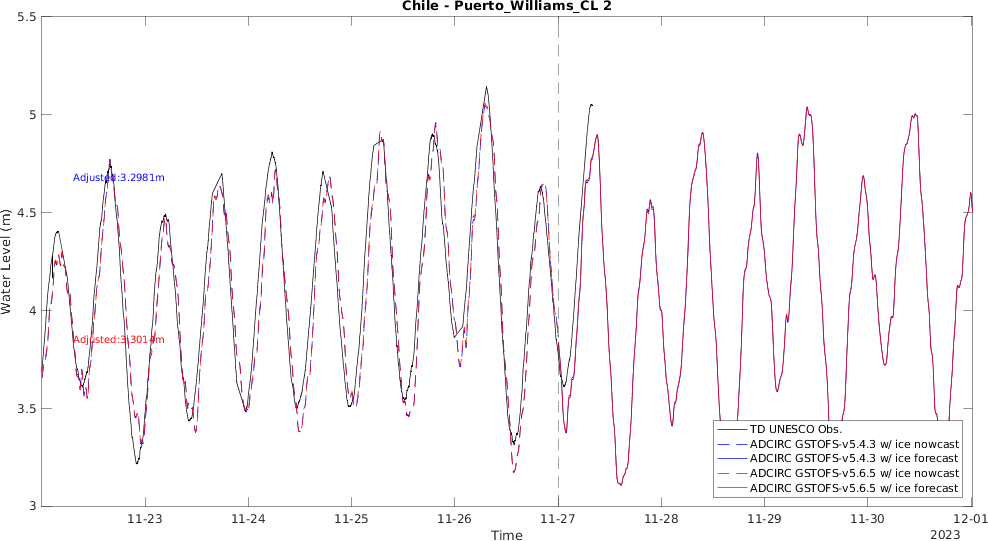 Chile - Puerto_Williams_CL 2
5.5
5
4.5
4
3.5
3
Water Level (m)
Adjusted:3.2981m
Adjusted:3.3014m
TD UNESCO Obs.
ADCIRC GSTOFS-v5.4.3 w/ ice nowcast
ADCIRC GSTOFS-v5.4.3 w/ ice forecast
ADCIRC GSTOFS-v5.6.5 w/ ice nowcast
ADCIRC GSTOFS-v5.6.5 w/ ice forecast
11-23 11-24 11-25 11-26 11-27 11-28 11-29 11-30 12-01
Time
2023